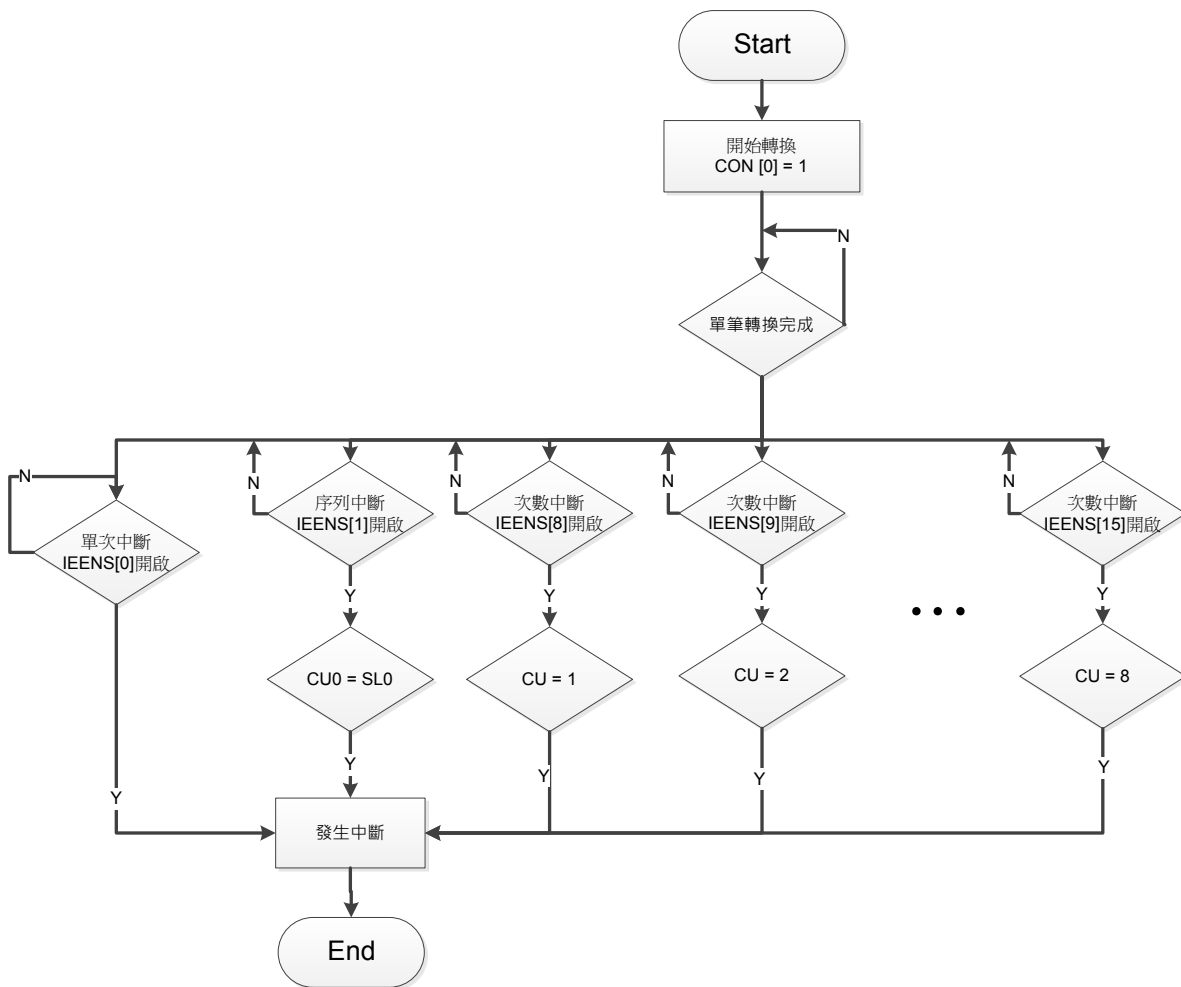 Start
開始轉換
CON [0] = 1
N
單筆轉換完成
N
單次中斷
IEENS[0]開啟
N
序列中斷
IEENS[1]開啟
N
次數中斷
IEENS[8]開啟
N
次數中斷
IEENS[9]開啟
N
次數中斷
IEENS[15]開啟
Y
Y
Y
Y
• • •
CU0 = SL0
CU = 1
CU = 2
CU = 8
Y
Y
Y
Y
Y
發生中斷
End